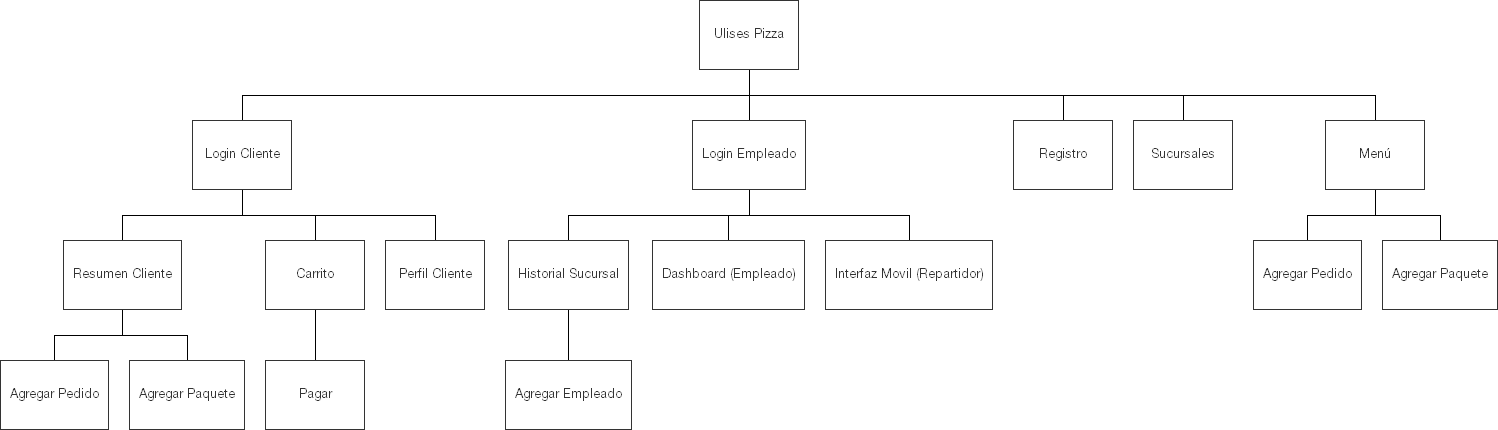 Ulises Pizza
Login Cliente
Login Empleado
Registro
Sucursales
Menú
Resumen Cliente
Carrito
Perfil Cliente
Historial Sucursal
Dashboard (Empleado)
Interfaz Movil (Repartidor)
Agregar Pedido
Agregar Paquete
Agregar Pedido
Agregar Paquete
Pagar
Agregar Empleado